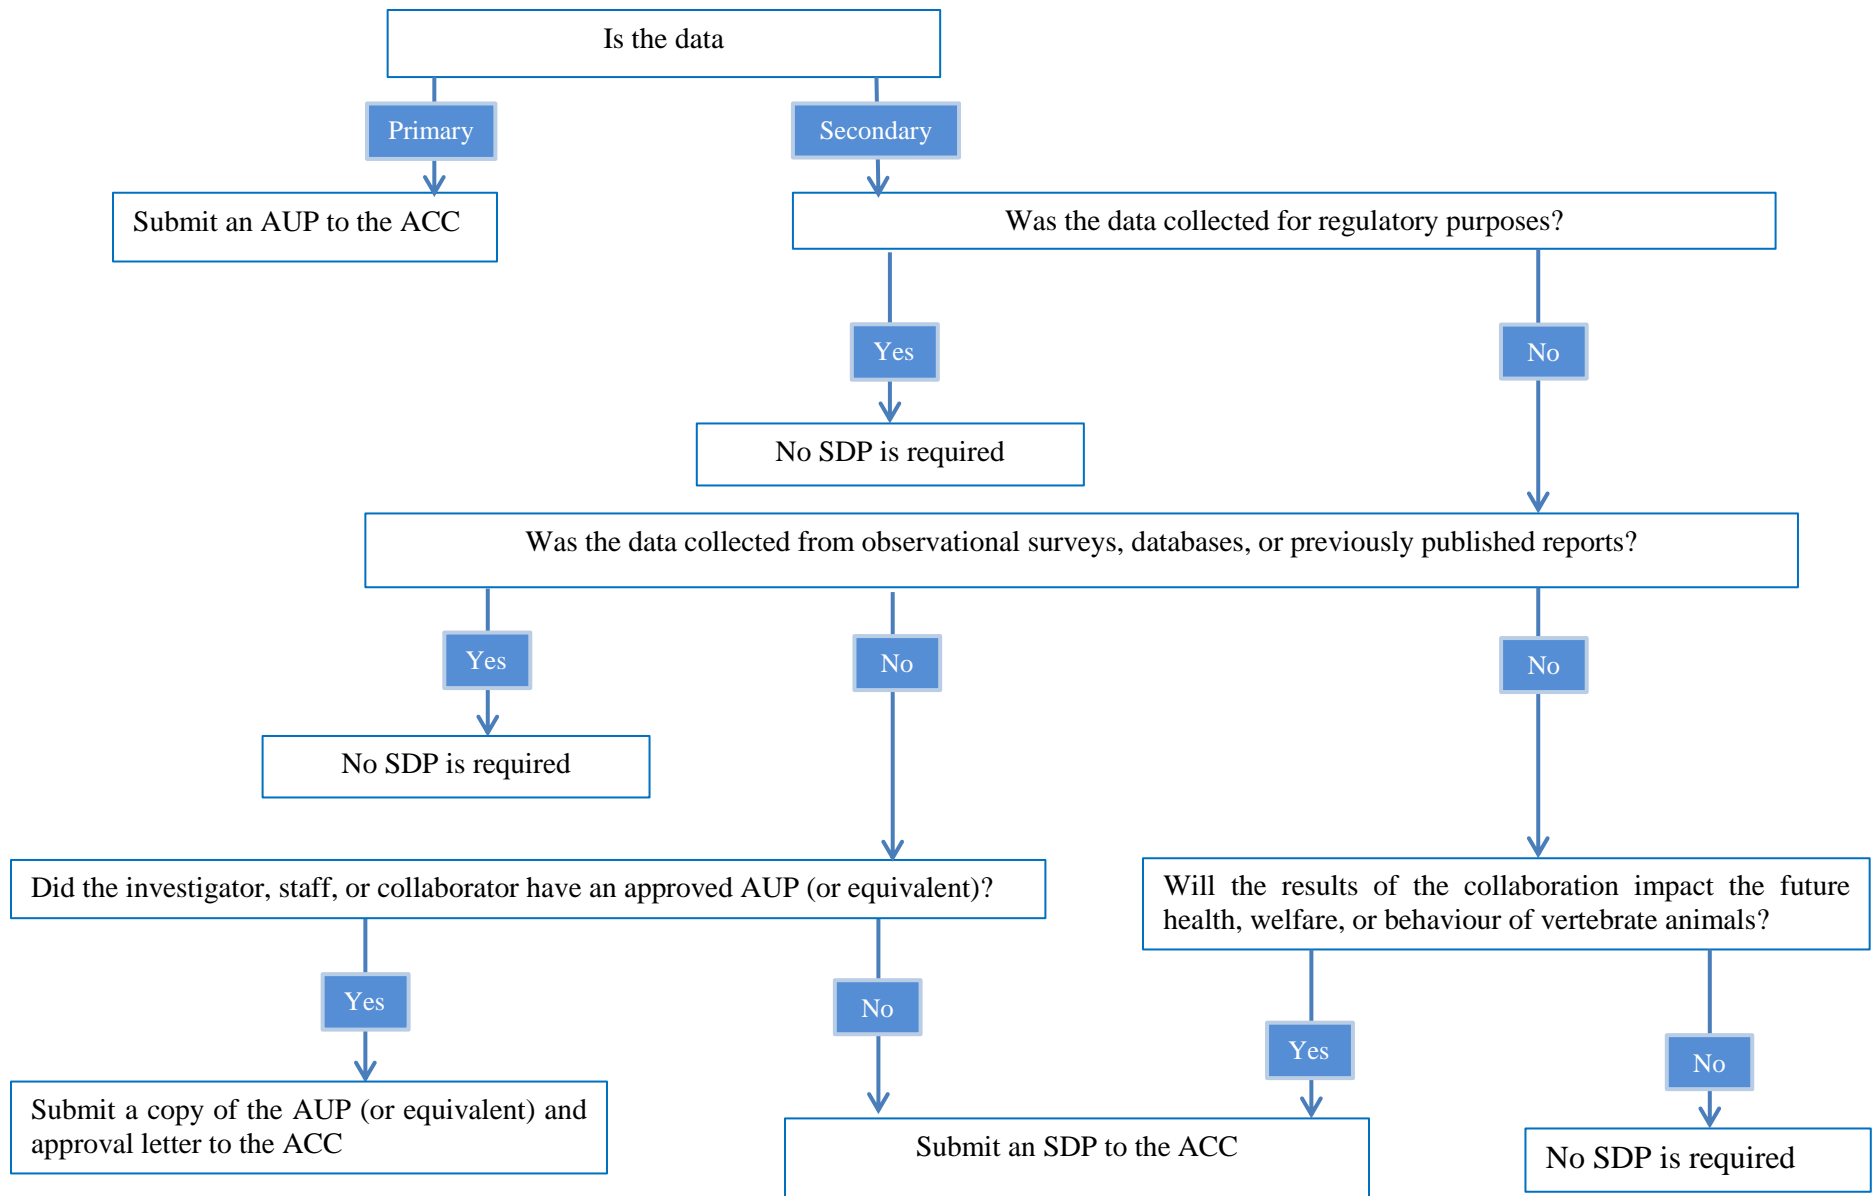 Is the data
Primary
Secondary
Submit an AUP to the ACC
Was the data collected for regulatory purposes?
Yes
No
No SDP is required
Was the data collected from observational surveys, databases, or previously published reports?
Yes
No
No
No SDP is required
Did the investigator, staff, or collaborator have an approved AUP (or equivalent)?
Will the results of the collaboration impact the future
health, welfare, or behaviour of vertebrate animals?
Yes
No
Yes
No
Submit a copy of the AUP (or equivalent) and
approval letter to the ACC
Submit an SDP to the ACC
No SDP is required